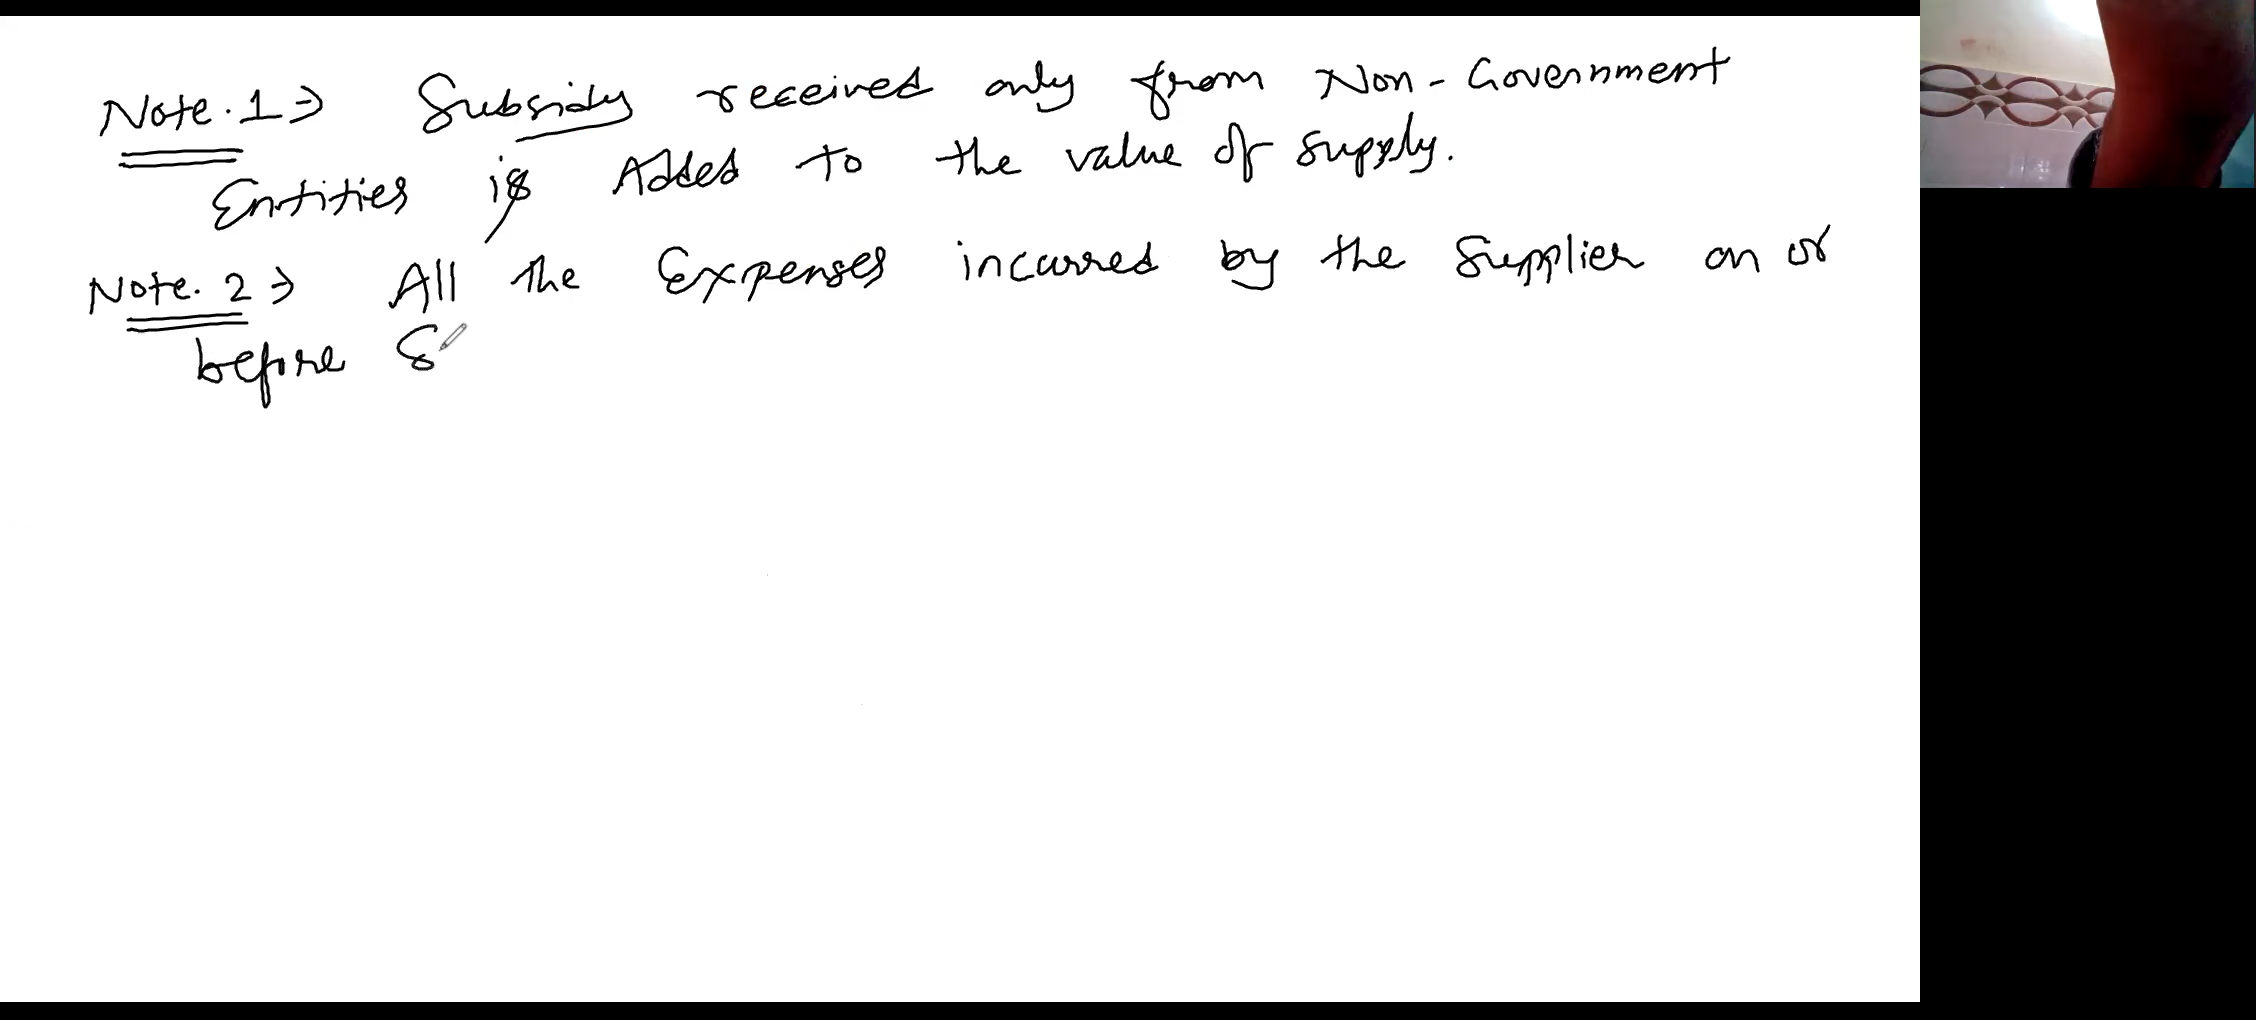 Note.1 ⇒ Subsidy received only from Non-Government
Entities is Added to the value of supply.
Note. 2 ⇒ All the Expenses incurred by the Supplier on or
before S